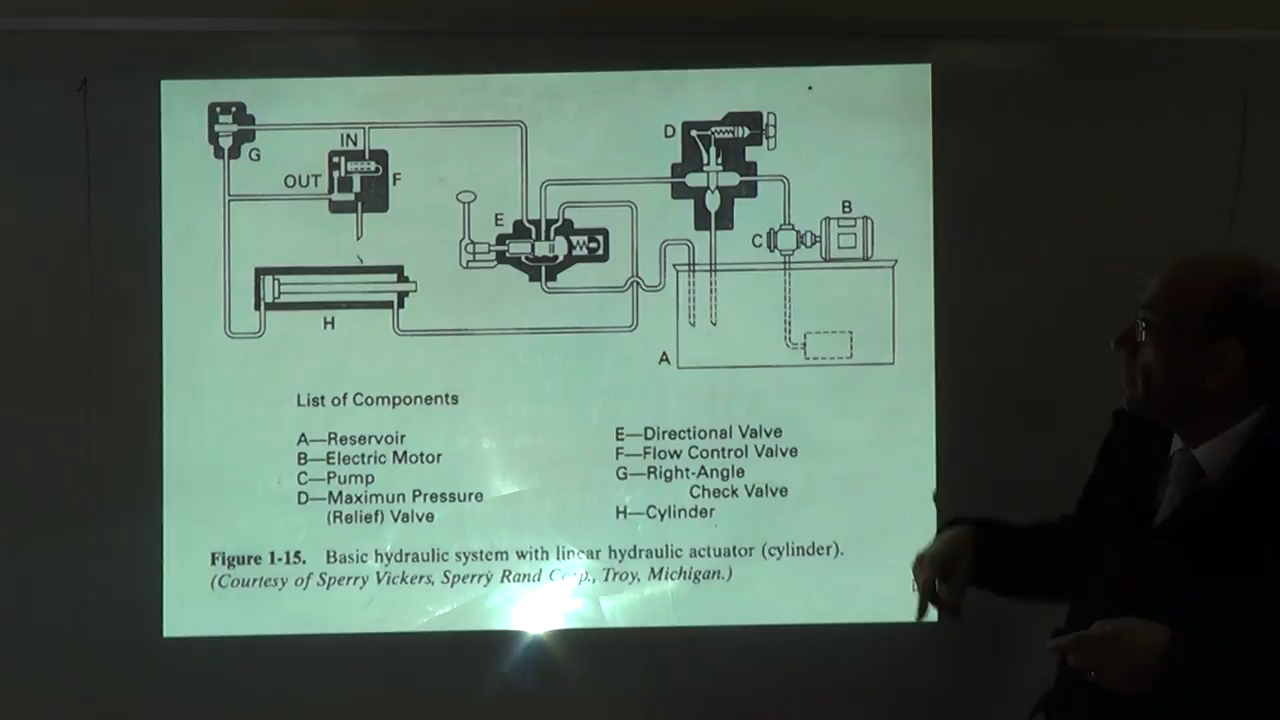 G
IN
OUT
F
E
D
B
C
H
A
List of Components
A—Reservoir
B—Electric Motor
C—Pump
D—Maximun Pressure
(Relief) Valve
E—Directional Valve
F—Flow Control Valve
G—Right-Angle
Check Valve
H—Cylinder
Figure 1-15. Basic hydraulic system with linear hydraulic actuator (cylinder).
(Courtesy of Sperry Vickers, Sperry Rand Corp., Troy, Michigan.)